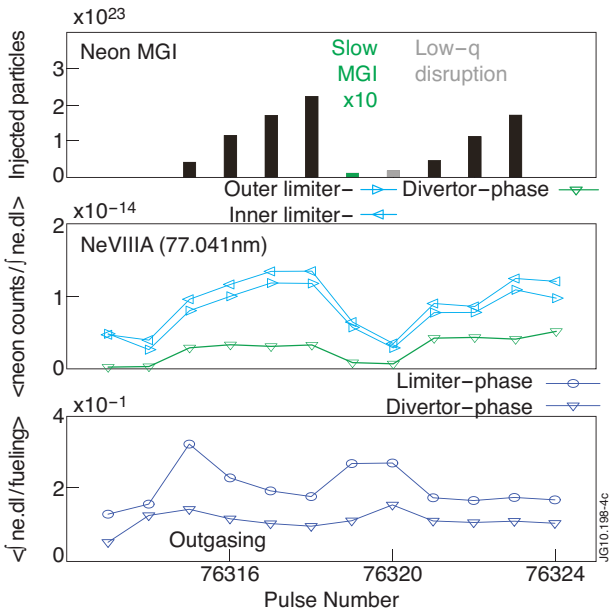 x10²³
Injected particles
Neon MGI
Slow
MGI
x10
Low-q
disruption
3
2
1
0
Outer limiter-
Divertor-phase
Inner limiter-
x10⁻¹⁴
<neon counts/∫ ne.dl>
NeVIIIA (77.041nm)
2
1
0
Limiter-phase
Divertor-phase
x10⁻¹
<∫ ne.dl/fueling>
4
2
0
Outgasing
76316
76320
76324
Pulse Number
JG10.198-4c